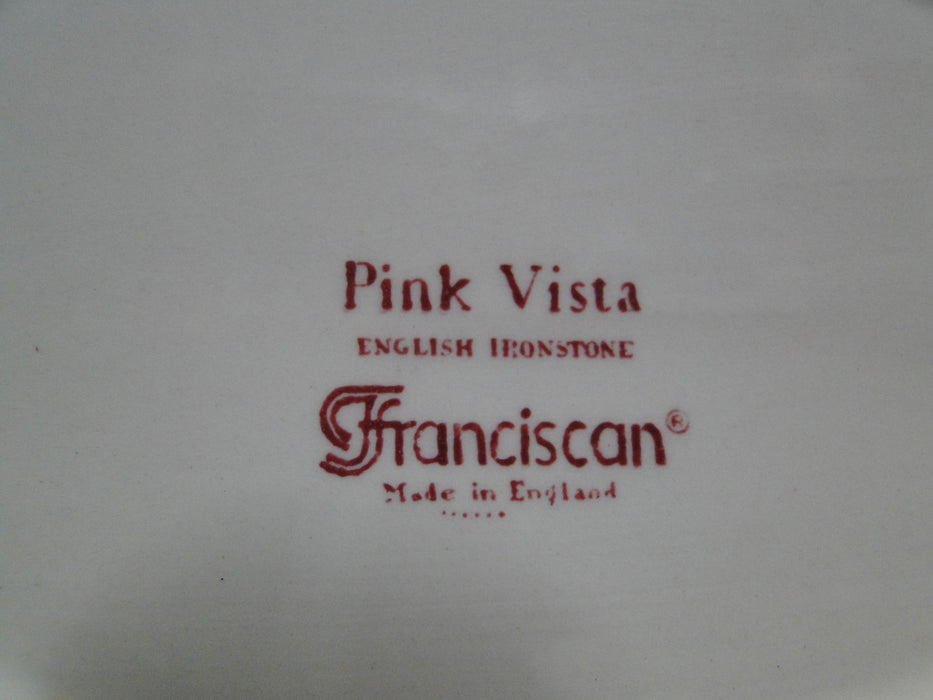 Pink Vista
ENGLISH IRONSTONE
Franciscan®
Made in England